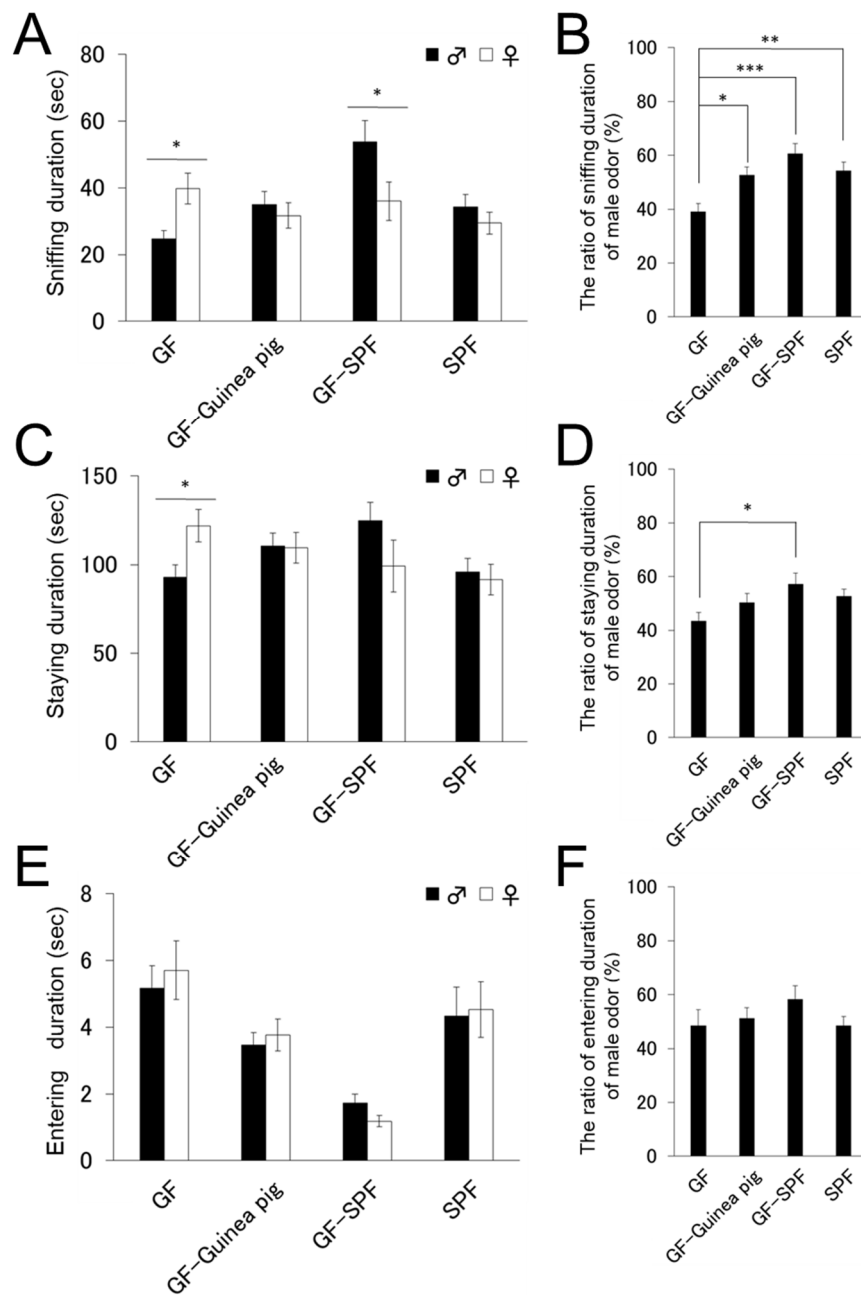 A
80
60
40
20
0
Sniffing duration (sec)
♂ ♀
*
*
GF
GF-Guinea pig
GF-SPF
SPF
B
100
80
60
40
20
0
The ratio of sniffing duration
of male odor (%)
**
***
*
GF
GF-Guinea pig
GF-SPF
SPF
C
150
100
50
0
Staying duration (sec)
♂ ♀
*
GF
GF-Guinea pig
GF-SPF
SPF
D
100
80
60
40
20
0
The ratio of staying duration
of male odor (%)
*
GF
GF-Guinea pig
GF-SPF
SPF
E
8
6
4
2
0
Entering duration (sec)
♂ ♀
GF
GF-Guinea pig
GF-SPF
SPF
F
100
80
60
40
20
0
The ratio of entering duration
of male odor (%)
GF
GF-Guinea pig
GF-SPF
SPF